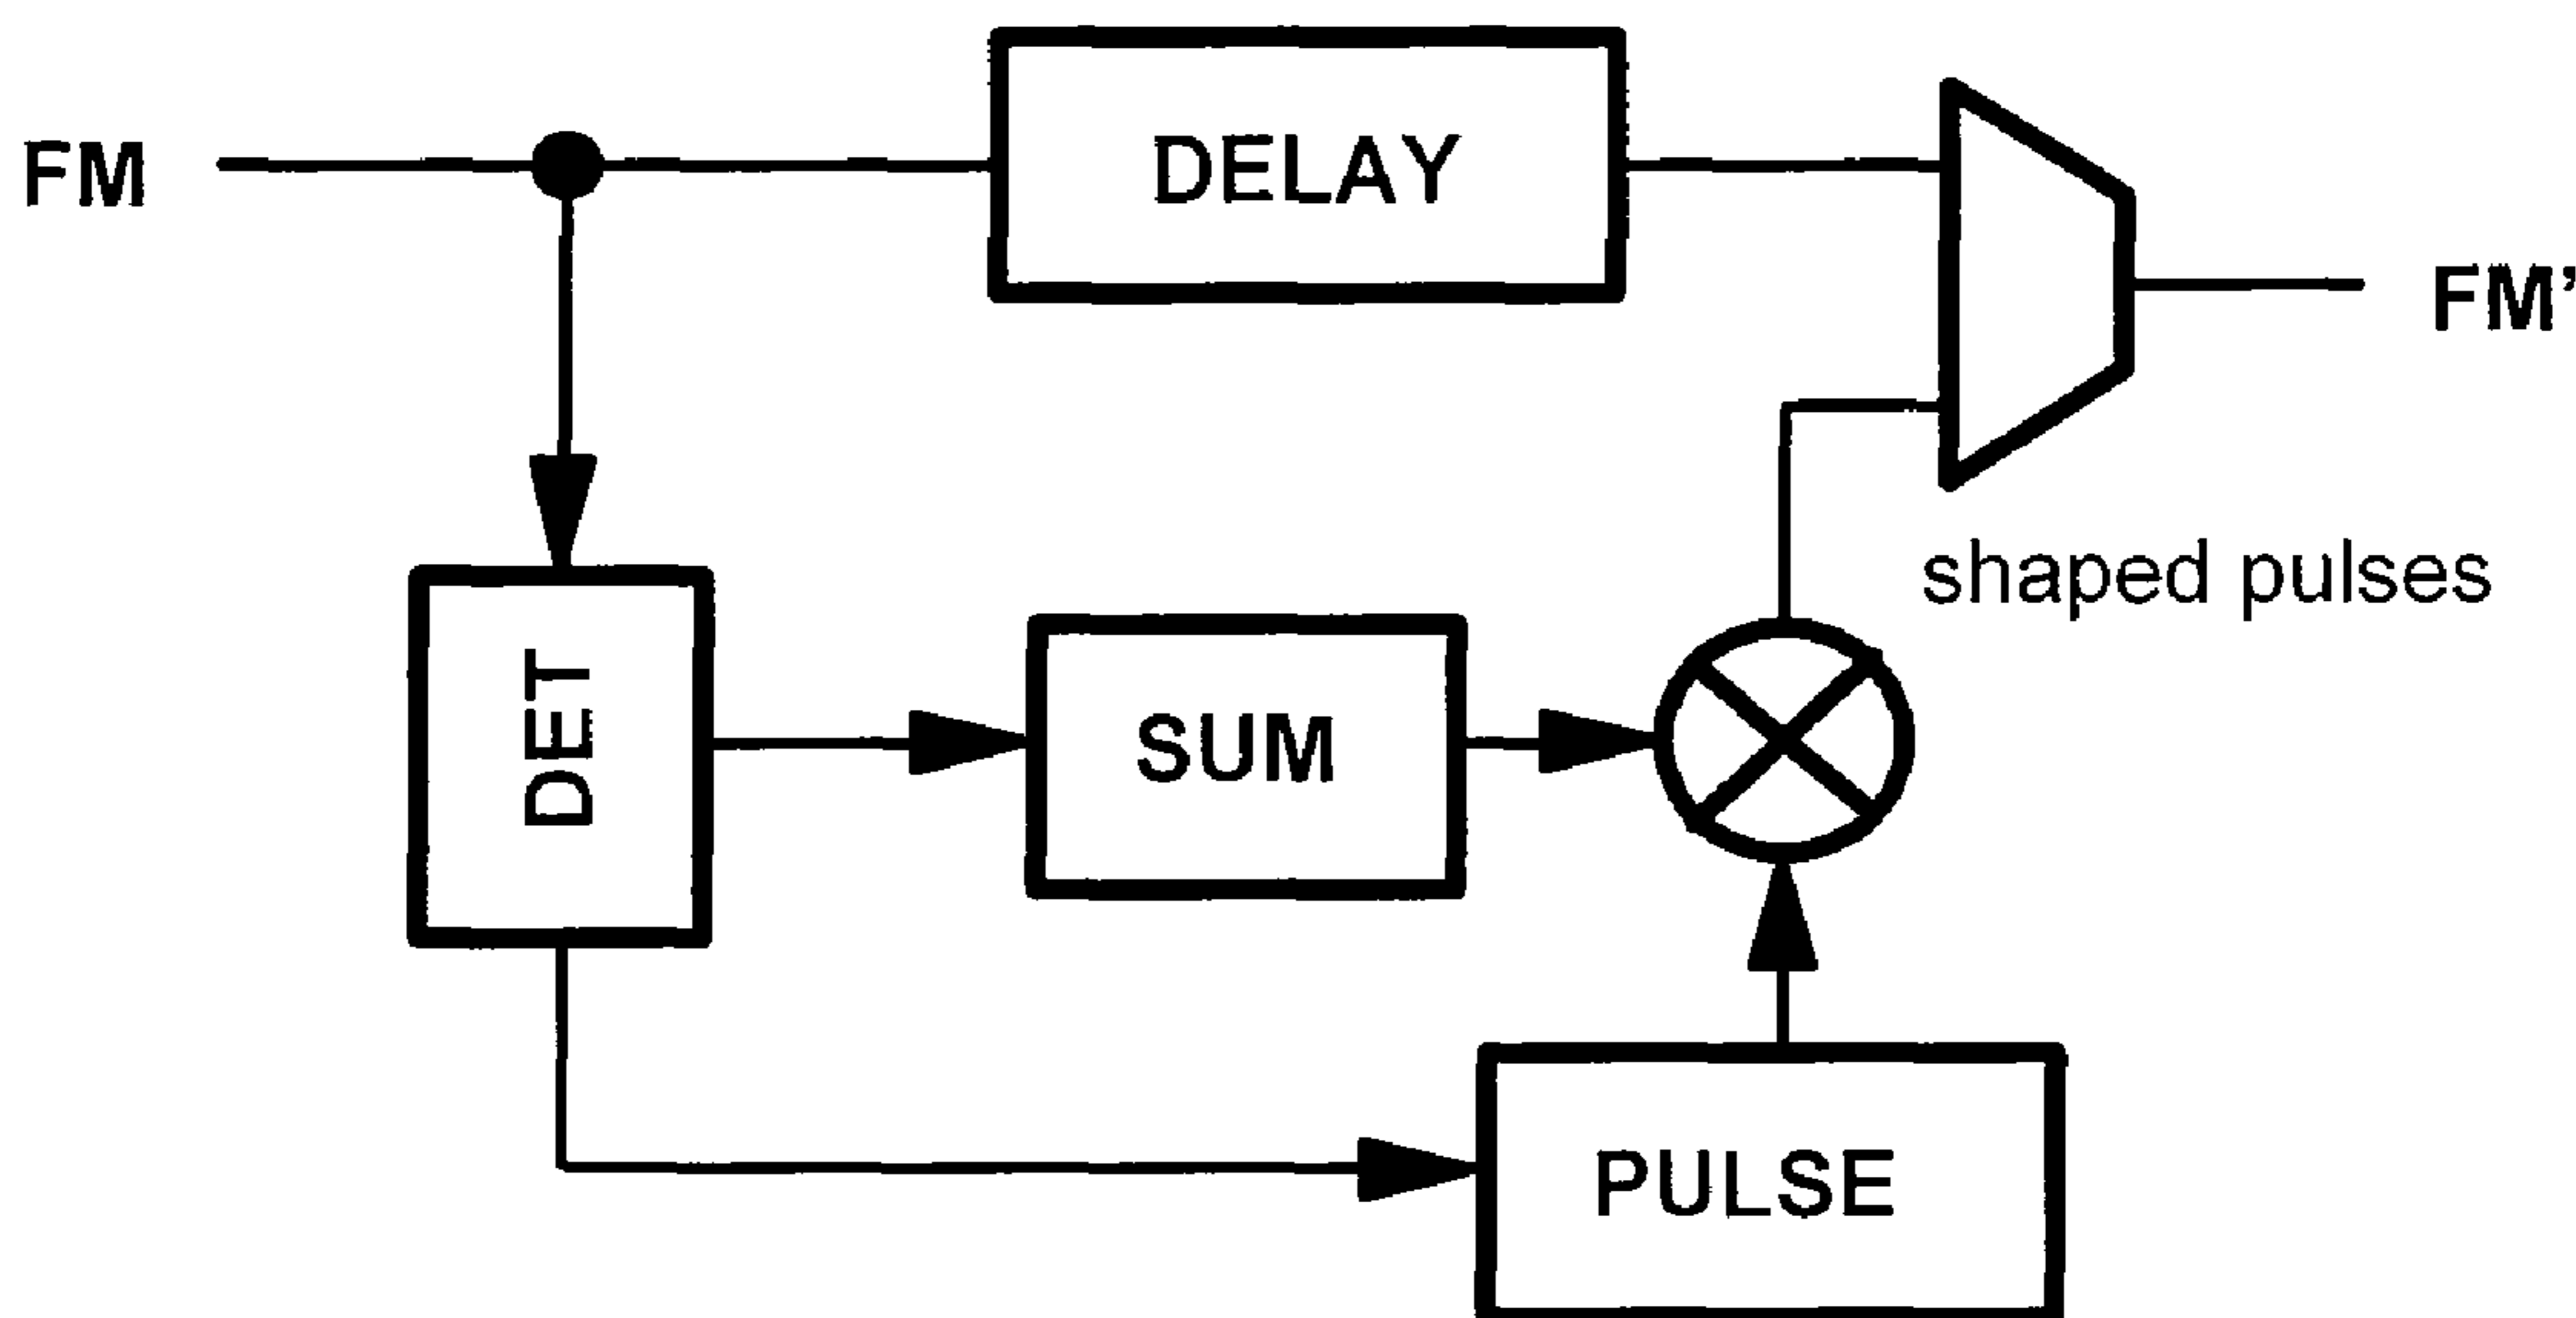 FM
DELAY
FM'
shaped pulses
DET
SUM
PULSE